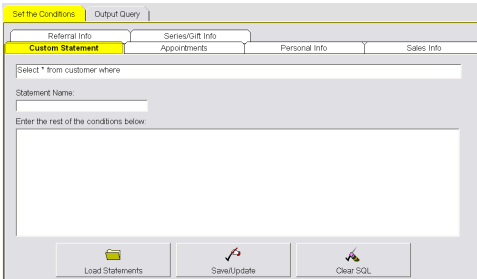 Set the Conditions Output Query
Referral Info Series/Gift Info
Custom Statement Appointments Personal Info Sales Info
Select * from customer where
Statement Name:
Enter the rest of the conditions below:
Load Statements Save/Update Clear SQL